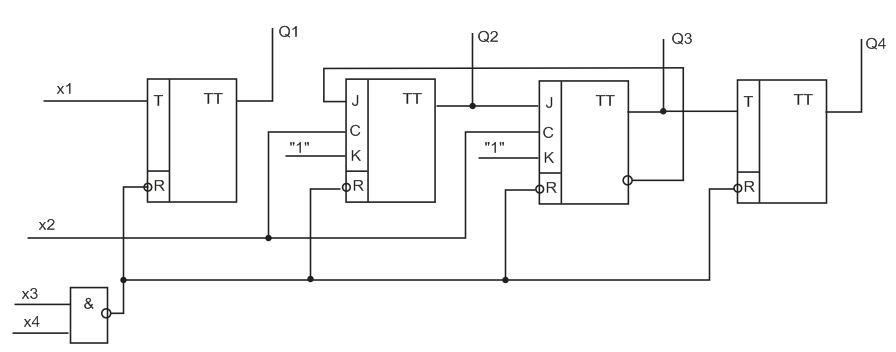 Q1
Q2
Q3
Q4
x1
T TT
J TT
J TT
T TT
C
C
"1"
K
"1"
K
R
R
R
R
x2
x3
&
x4